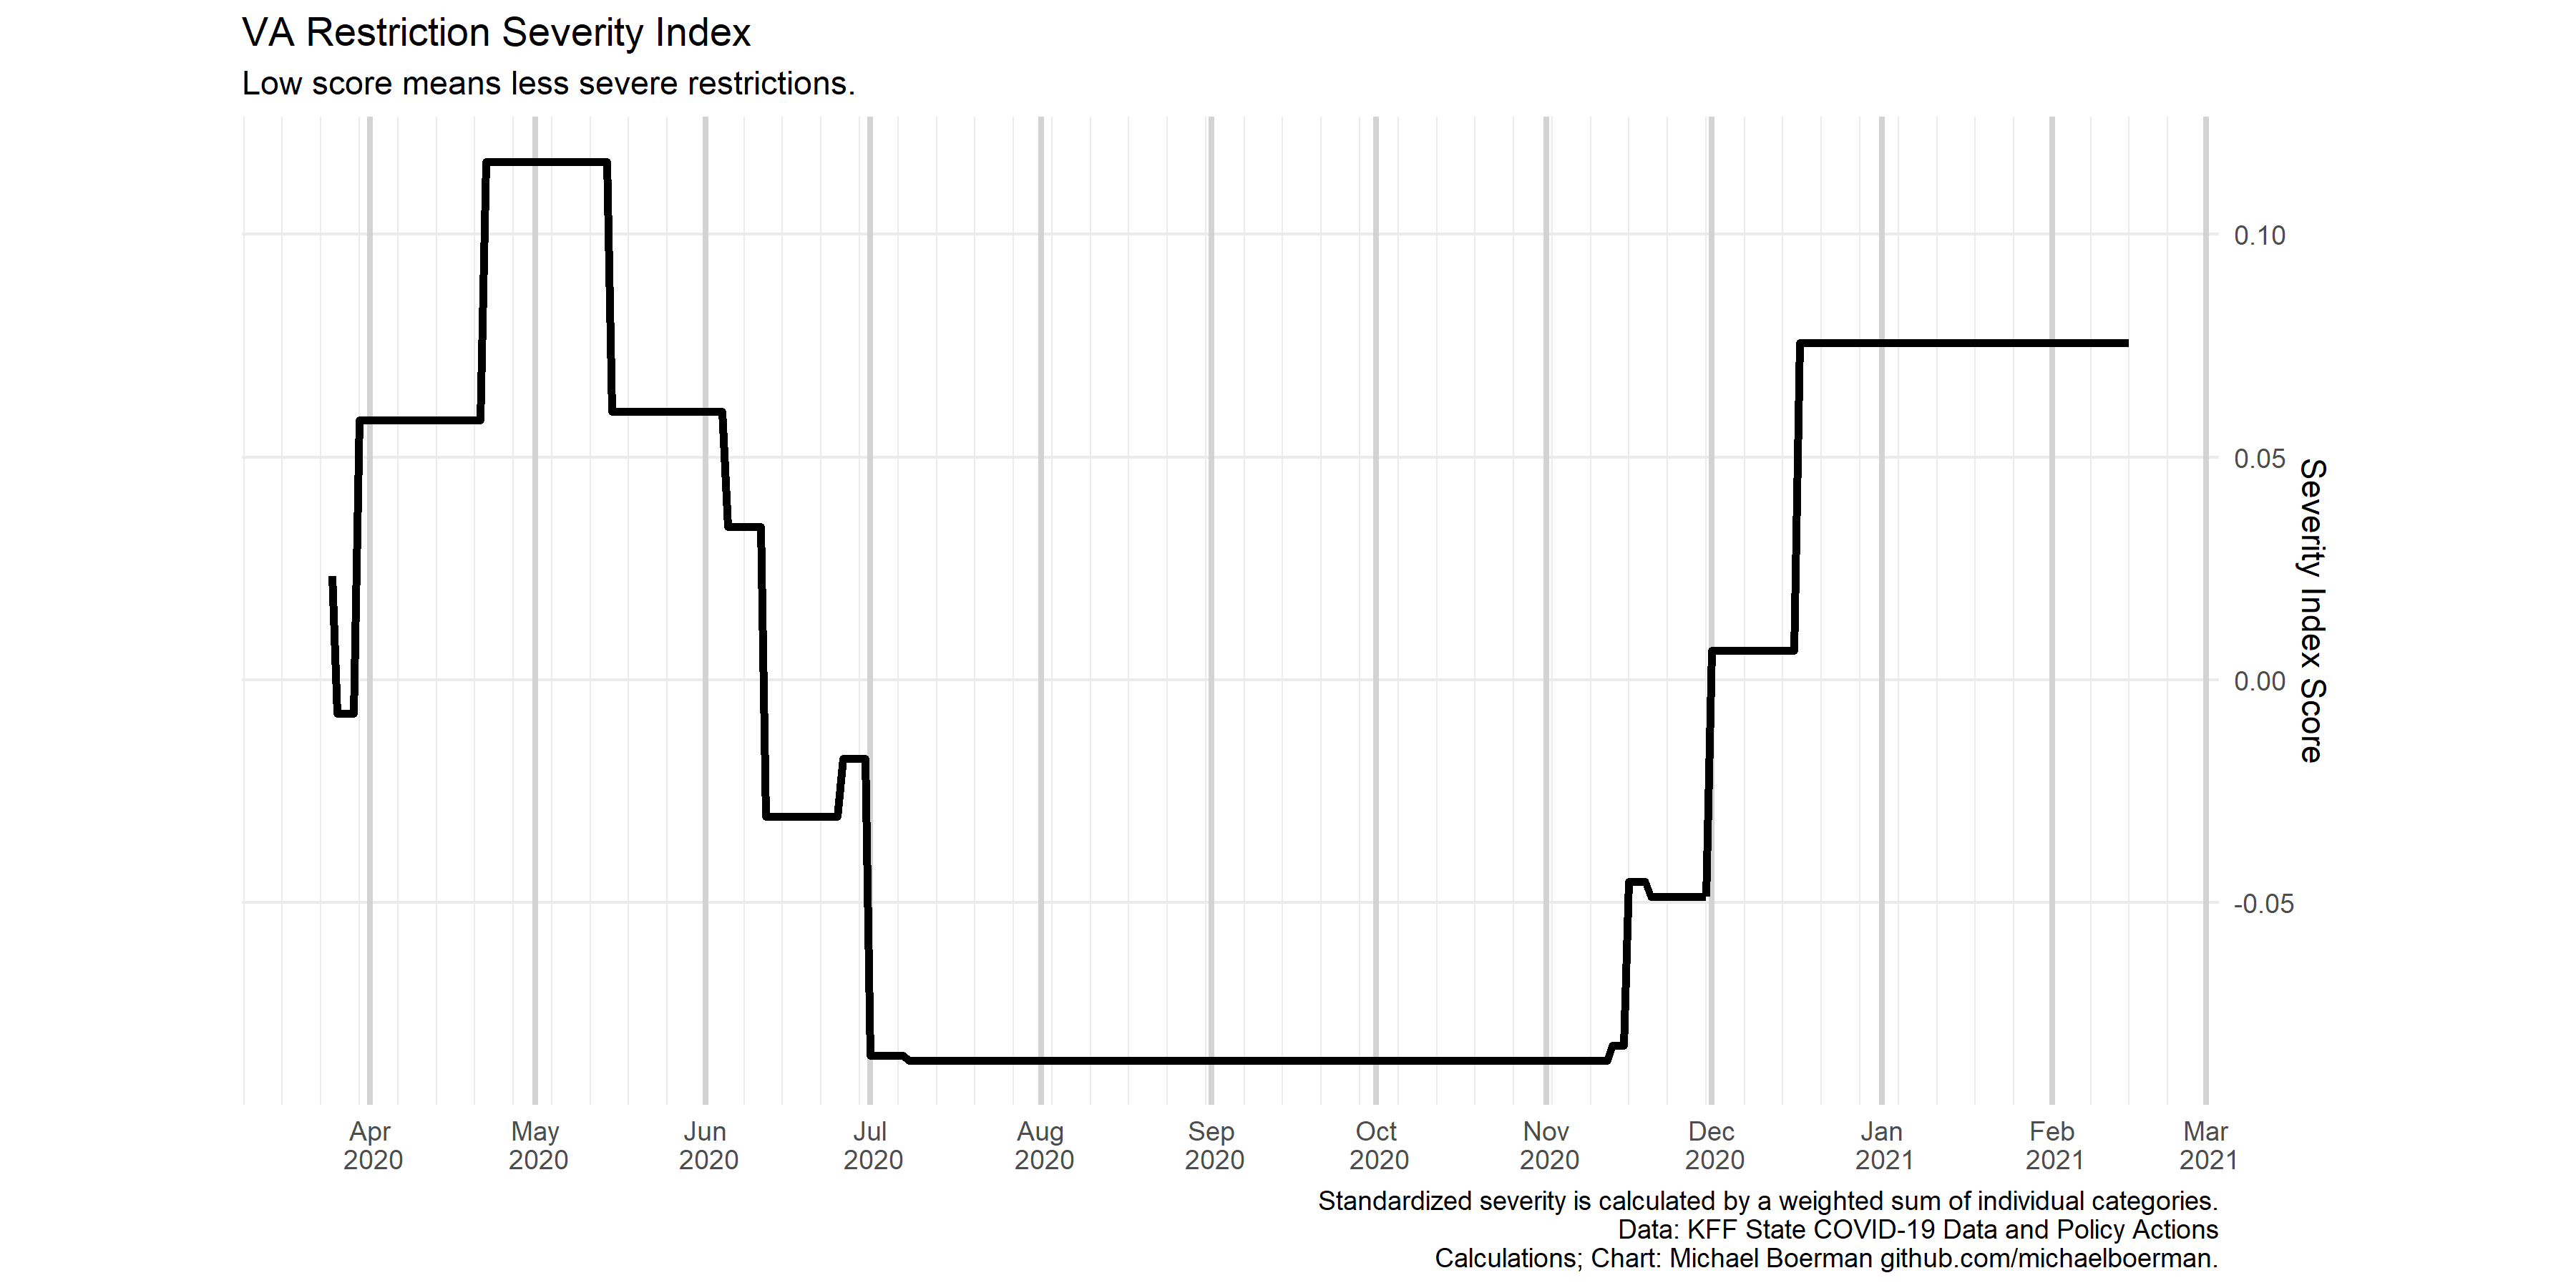 VA Restriction Severity Index
Low score means less severe restrictions.
0.10
0.05
0.00
-0.05
Severity Index Score
Apr 2020
May 2020
Jun 2020
Jul 2020
Aug 2020
Sep 2020
Oct 2020
Nov 2020
Dec 2020
Jan 2021
Feb 2021
Mar 2021
Standardized severity is calculated by a weighted sum of individual categories.
Data: KFF State COVID-19 Data and Policy Actions
Calculations; Chart: Michael Boerman github.com/michaelboerman.